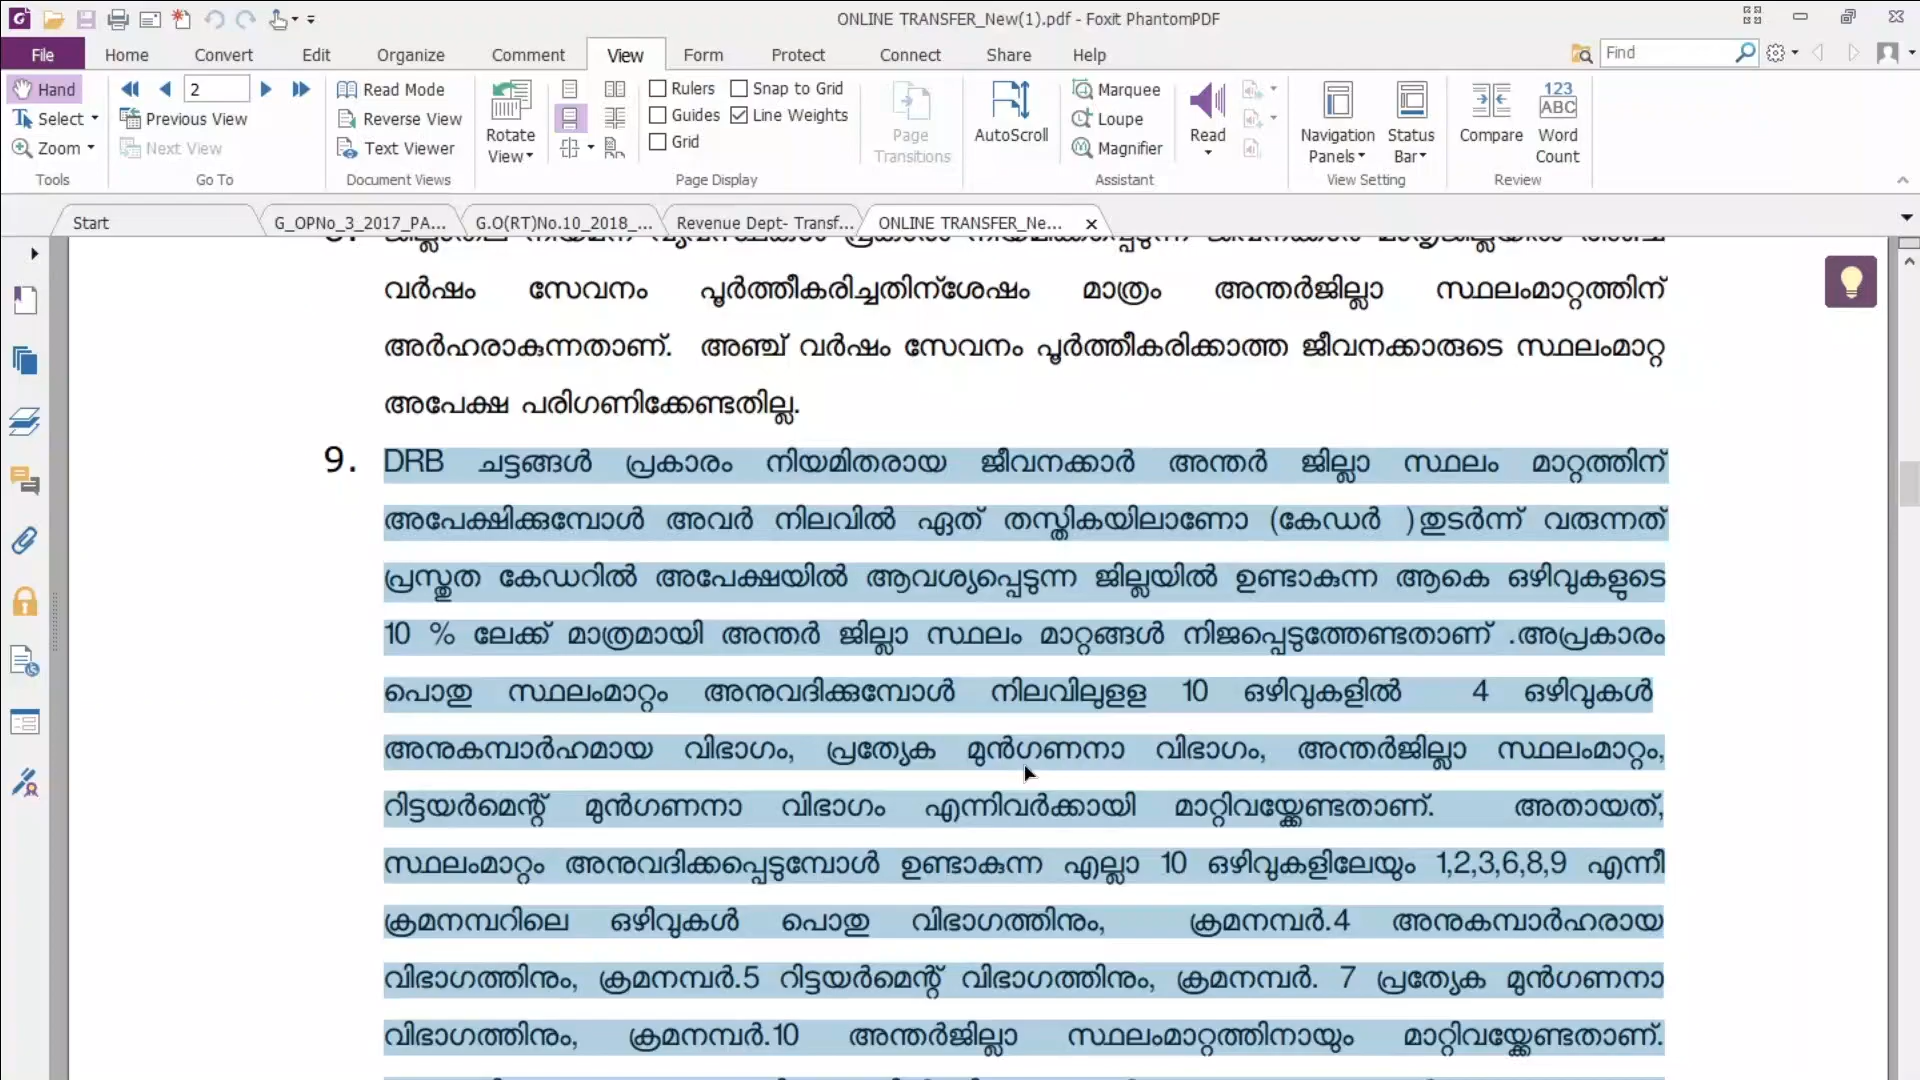 ONLINE TRANSFER_New(1).pdf - Foxit PhantomPDF
File Home Convert Edit Organize Comment View Form Protect Connect Share Help Find
Hand 2 Read Mode Rulers Snap to Grid Marquee 123 ABC
Select Previous View Reverse View Guides Line Weights Loupe
Zoom Next View Text Viewer Rotate View Grid Page Transitions AutoScroll Magnifier Read Navigation Panels Status Bar Compare Word Count
Tools Go To Document Views Page Display Assistant View Setting Review
Start G_OPNo_3_2017_PA... G.O(RT)No.10_2018_... Revenue Dept- Transf... ONLINE TRANSFER_Ne...
വർഷം സേവനം പൂർത്തീകരിച്ചതിന്ശേഷം മാത്രം അന്തർജില്ലാ സ്ഥലംമാറ്റത്തിന്
അർഹരാകുന്നതാണ്. അഞ്ച് വർഷം സേവനം പൂർത്തീകരിക്കാത്ത ജീവനക്കാരുടെ സ്ഥലംമാറ്റ
അപേക്ഷ പരിഗണിക്കേണ്ടതില്ല.
9. DRB ചട്ടങ്ങൾ പ്രകാരം നിയമിതരായ ജീവനക്കാർ അന്തർ ജില്ലാ സ്ഥലം മാറ്റത്തിന്
അപേക്ഷിക്കുമ്പോൾ അവർ നിലവിൽ ഏത് തസ്തികയിലാണോ (കേഡർ )തുടർന്ന് വരുന്നത്
പ്രസ്തുത കേഡറിൽ അപേക്ഷയിൽ ആവശ്യപ്പെടുന്ന ജില്ലയിൽ ഉണ്ടാകുന്ന ആകെ ഒഴിവുകളുടെ
10 % ലേക്ക് മാത്രമായി അന്തർ ജില്ലാ സ്ഥലം മാറ്റങ്ങൾ നിജപ്പെടുത്തേണ്ടതാണ് .അപ്രകാരം
പൊതു സ്ഥലംമാറ്റം അനുവദിക്കുമ്പോൾ നിലവിലുളള 10 ഒഴിവുകളിൽ 4 ഒഴിവുകൾ
അനുകമ്പാർഹമായ വിഭാഗം, പ്രത്യേക മുൻഗണനാ വിഭാഗം, അന്തർജില്ലാ സ്ഥലംമാറ്റം,
റിട്ടയർമെന്റ് മുൻഗണനാ വിഭാഗം എന്നിവർക്കായി മാറ്റിവയ്ക്കേണ്ടതാണ്. അതായത്,
സ്ഥലംമാറ്റം അനുവദിക്കപ്പെടുമ്പോൾ ഉണ്ടാകുന്ന എല്ലാ 10 ഒഴിവുകളിലേയും 1,2,3,6,8,9 എന്നീ
ക്രമനമ്പറിലെ ഒഴിവുകൾ പൊതു വിഭാഗത്തിനും, ക്രമനമ്പർ.4 അനുകമ്പാർഹരായ
വിഭാഗത്തിനും, ക്രമനമ്പർ.5 റിട്ടയർമെന്റ് വിഭാഗത്തിനും, ക്രമനമ്പർ. 7 പ്രത്യേക മുൻഗണനാ
വിഭാഗത്തിനും, ക്രമനമ്പർ.10 അന്തർജില്ലാ സ്ഥലംമാറ്റത്തിനായും മാറ്റിവയ്ക്കേണ്ടതാണ്.